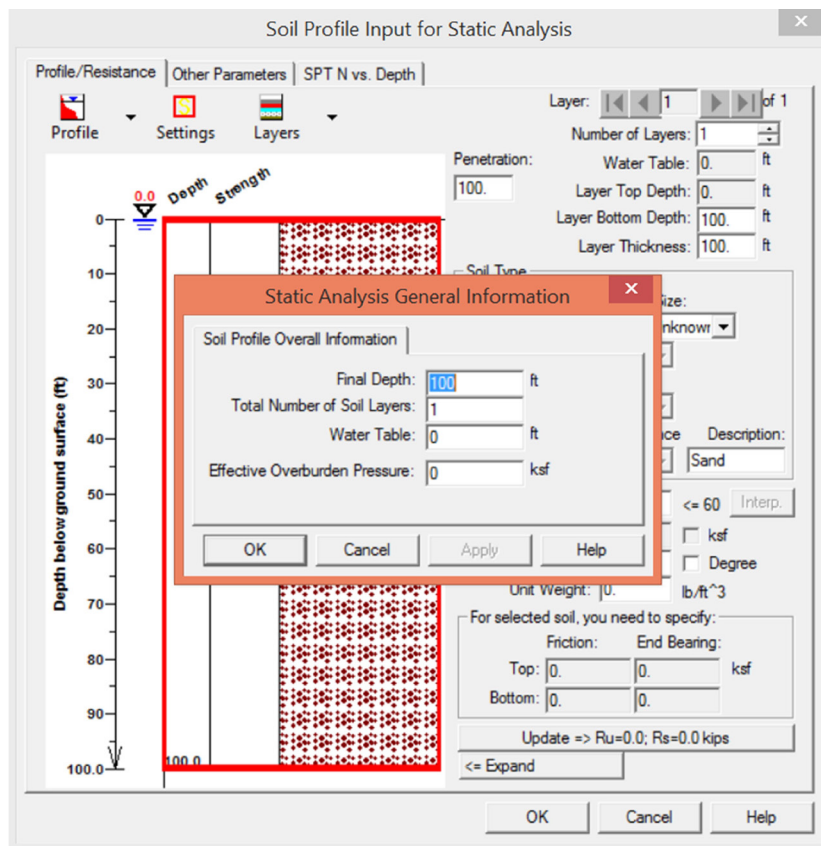 Soil Profile Input for Static Analysis
Profile/Resistance Other Parameters SPT N vs. Depth
Profile Settings Layers
Layer: 1 of 1
Number of Layers: 1
Penetration: Water Table: 0. ft
100. Layer Top Depth: 0. ft
Layer Bottom Depth: 100. ft
Layer Thickness: 100. ft
0.0 Depth Strength
0
10
20
30
40
50
60
70
80
90
100.0
100.0
Depth below ground surface (ft)
Soil Type
Size:
Description:
Sand
<= 60 Interp.
ksf
Degree
Unit Weight: 0. lb/ft^3
For selected soil, you need to specify:
Friction: End Bearing:
Top: 0. 0. ksf
Bottom: 0. 0.
Update => Ru=0.0; Rs=0.0 kips
<= Expand
OK Cancel Help
Static Analysis General Information
Soil Profile Overall Information
Final Depth: 100 ft
Total Number of Soil Layers: 1
Water Table: 0 ft
Effective Overburden Pressure: 0 ksf
OK Cancel Apply Help